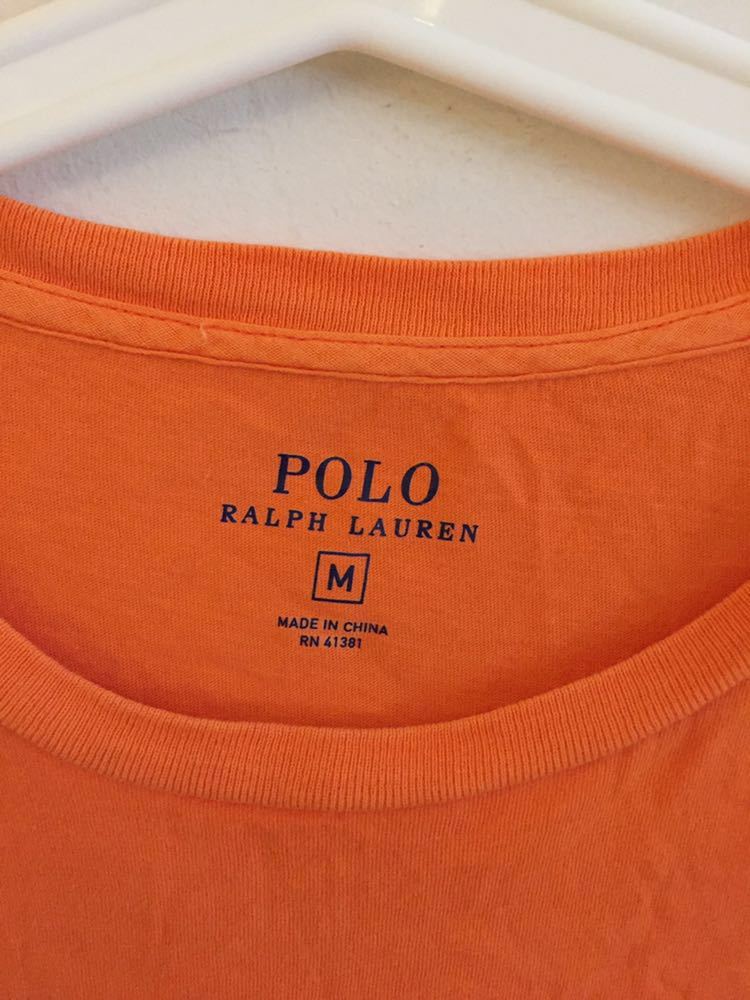 POLO
RALPH LAUREN
M
MADE IN CHINA
RN 41381